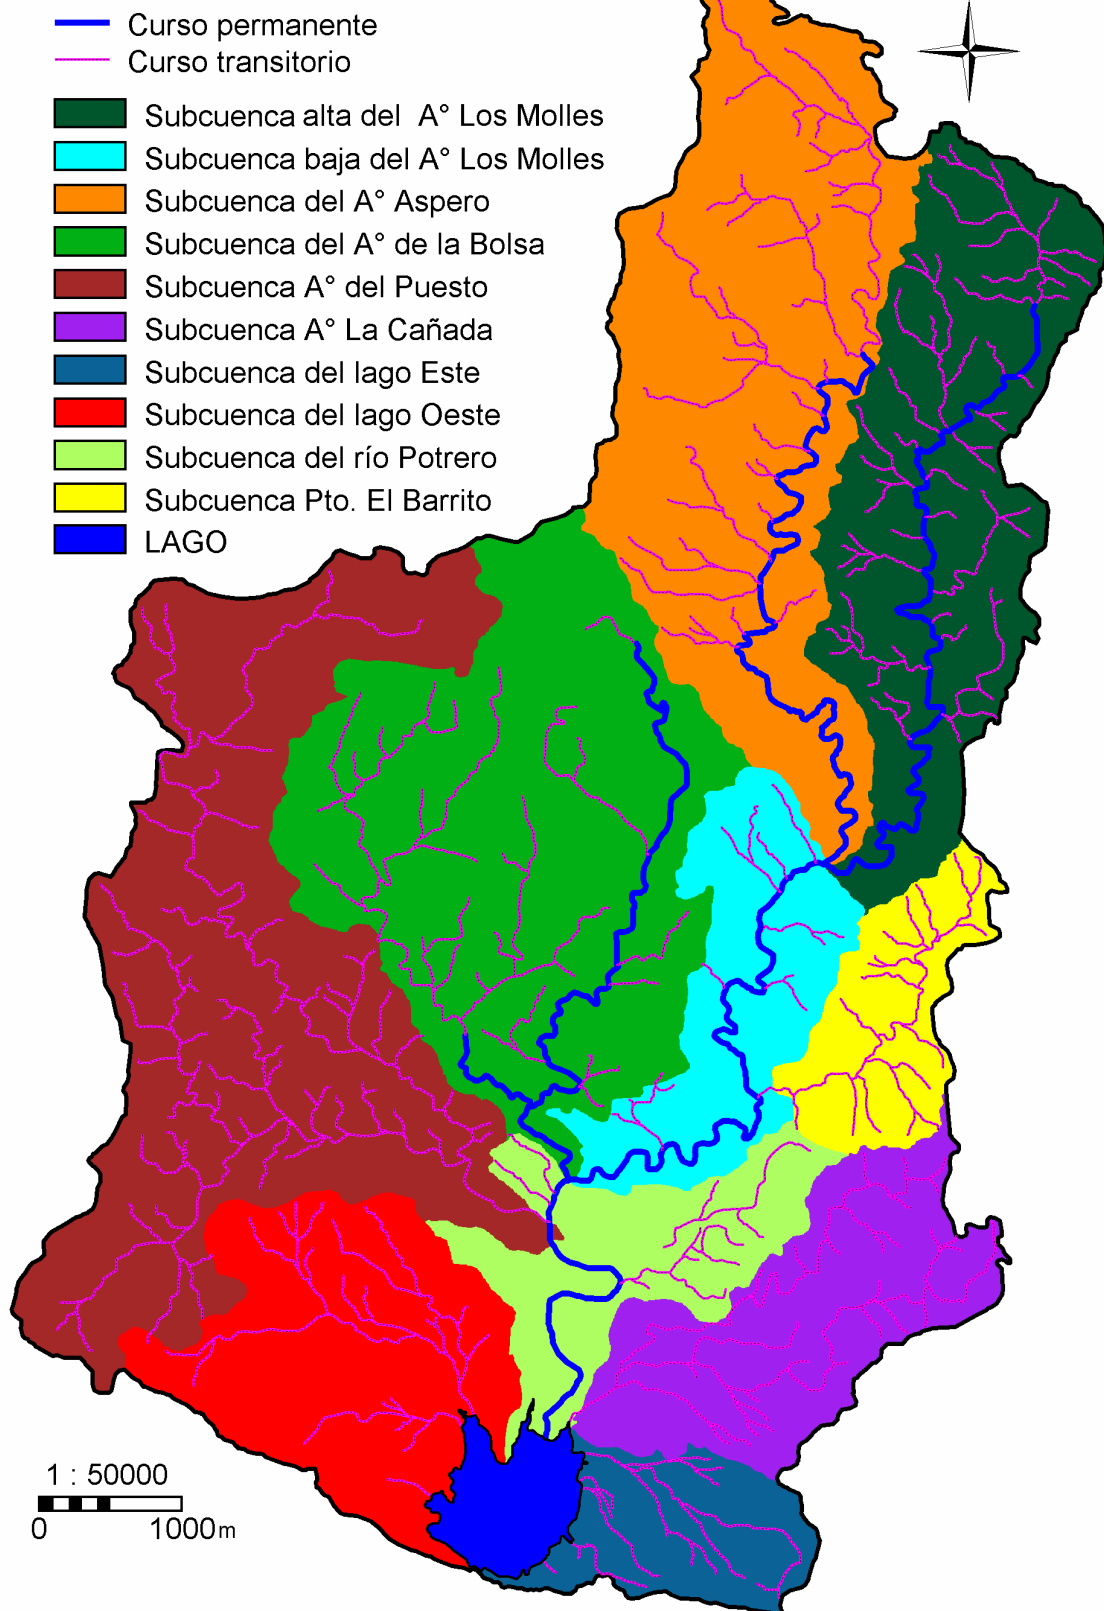 Curso permanente
Curso transitorio
Subcuenca alta del A° Los Molles
Subcuenca baja del A° Los Molles
Subcuenca del A° Aspero
Subcuenca del A° de la Bolsa
Subcuenca A° del Puesto
Subcuenca A° La Cañada
Subcuenca del lago Este
Subcuenca del lago Oeste
Subcuenca del río Potrero
Subcuenca Pto. El Barrito
LAGO
1 : 50000
0 1000m